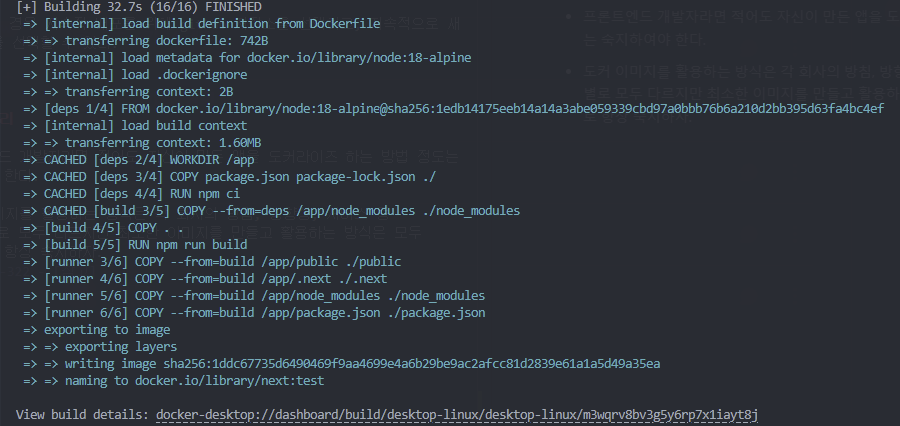 [+] Building 32.7s (16/16) FINISHED
=> [internal] load build definition from Dockerfile
=> => transferring dockerfile: 742B
=> [internal] load metadata for docker.io/library/node:18-alpine
=> [internal] load .dockerignore
=> => transferring context: 2B
=> [deps 1/4] FROM docker.io/library/node:18-alpine@sha256:1edb14175eeb14a14a3abe059339cbd97a0bbb76b6a210d2bb395d63fa4bc4ef
=> [internal] load build context
=> => transferring context: 1.60MB
=> CACHED [deps 2/4] WORKDIR /app
=> CACHED [deps 3/4] COPY package.json package-lock.json ./
=> CACHED [deps 4/4] RUN npm ci
=> CACHED [build 3/5] COPY --from=deps /app/node_modules ./node_modules
=> [build 4/5] COPY . .
=> [build 5/5] RUN npm run build
=> [runner 3/6] COPY --from=build /app/public ./public
=> [runner 4/6] COPY --from=build /app/.next ./.next
=> [runner 5/6] COPY --from=build /app/node_modules ./node_modules
=> [runner 6/6] COPY --from=build /app/package.json ./package.json
=> exporting to image
=> => exporting layers
=> => writing image sha256:1ddc67735d6490469f9aa4699e4a6b29be9ac2afcc81d2839e61a1a5d49a35ea
=> => naming to docker.io/library/next:test
View build details: docker-desktop://dashboard/build/desktop-linux/desktop-linux/m3wqrv8bv3g5y6rp7x1iayt8j